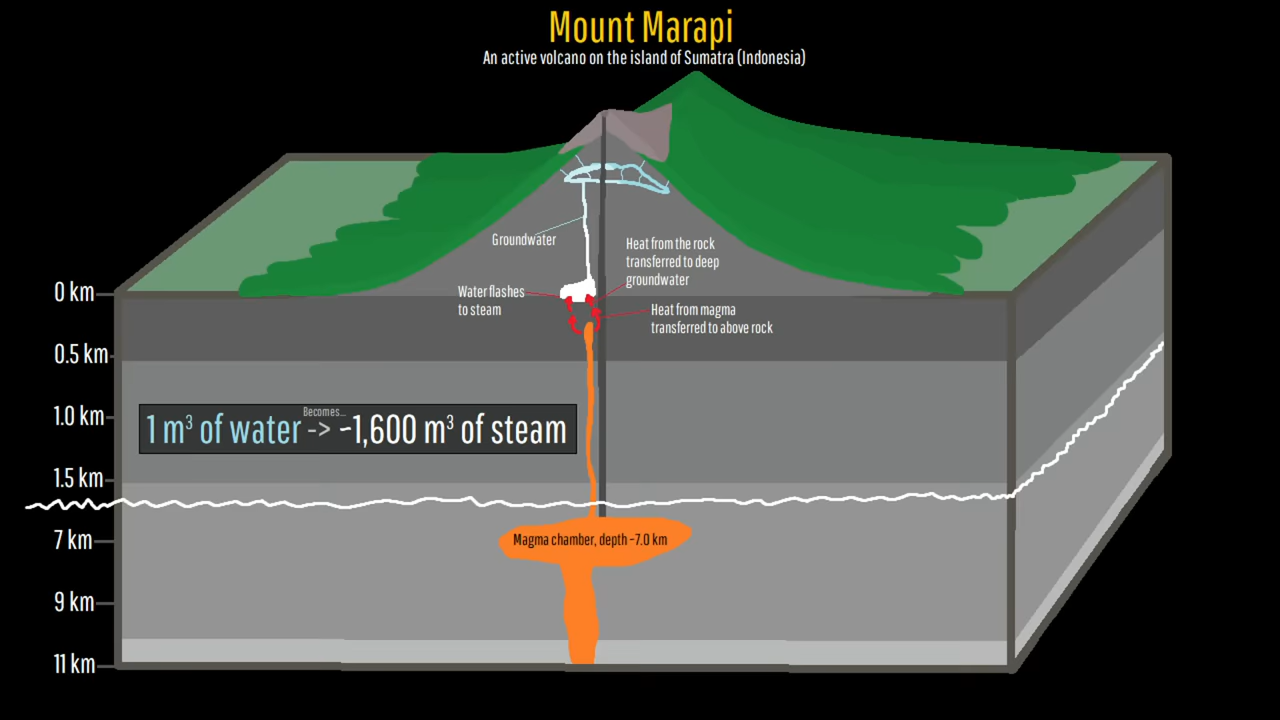 Mount Marapi
An active volcano on the island of Sumatra (Indonesia)
Groundwater
Heat from the rock
transferred to deep
groundwater
Water flashes
to steam
Heat from magma
transferred to above rock
0 km
0.5 km
1.0 km
1.5 km
7 km
9 km
11 km
Becomes...
1 m³ of water -> ~1,600 m³ of steam
Magma chamber, depth ~7.0 km